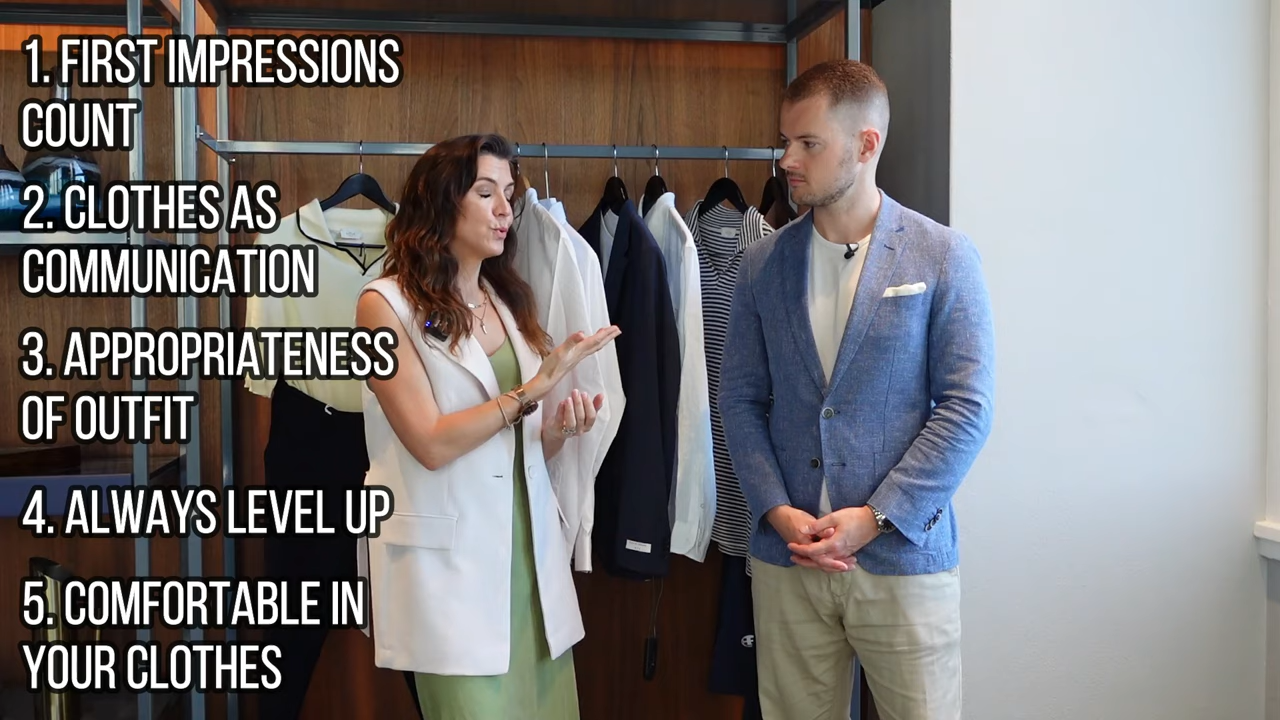 1. FIRST IMPRESSIONS
COUNT
2. CLOTHES AS
COMMUNICATION
3. APPROPRIATENESS
OF OUTFIT
4. ALWAYS LEVEL UP
5. COMFORTABLE IN
YOUR CLOTHES